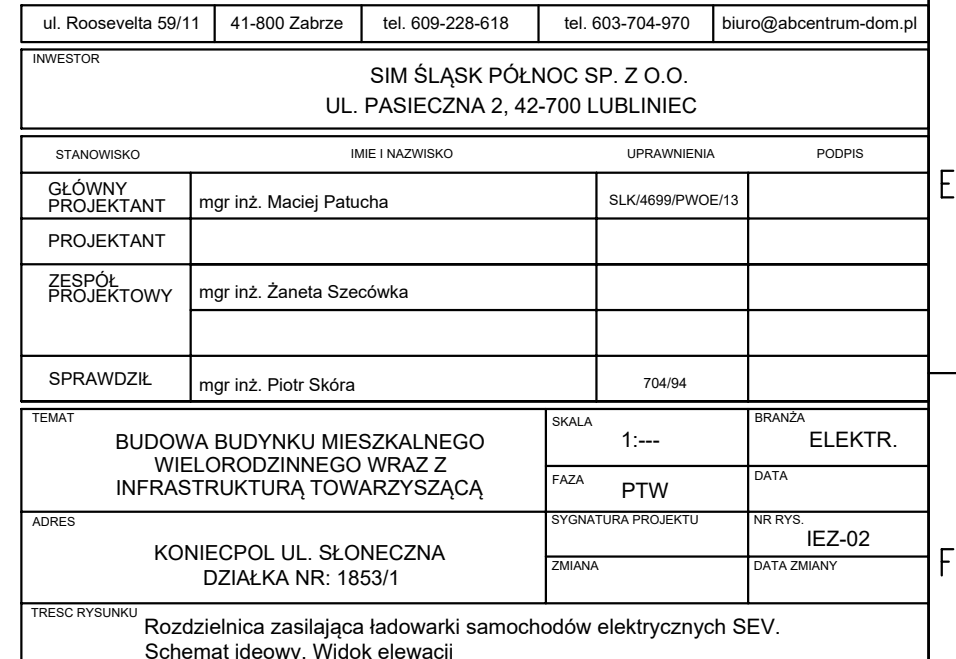 ul. Roosevelta 59/11 41-800 Zabrze tel. 609-228-618 tel. 603-704-970 biuro@abcentrum-dom.pl
INWESTOR
SIM ŚLĄSK PÓŁNOC SP. Z O.O.
UL. PASIECZNA 2, 42-700 LUBLINIEC
STANOWISKO IMIE I NAZWISKO UPRAWNIENIA PODPIS
GŁÓWNY
PROJEKTANT mgr inż. Maciej Patucha SLK/4699/PWOE/13
E
PROJEKTANT
ZESPÓŁ
PROJEKTOWY mgr inż. Żaneta Szecówka
SPRAWDZIŁ mgr inż. Piotr Skóra 704/94
TEMAT
BUDOWA BUDYNKU MIESZKALNEGO
WIELORODZINNEGO WRAZ Z
INFRASTRUKTURĄ TOWARZYSZĄCĄ
SKALA
1:---
BRANŻA
ELEKTR.
FAZA
PTW
DATA
ADRES
KONIECPOL UL. SŁONECZNA
DZIAŁKA NR: 1853/1
SYGNATURA PROJEKTU
NR RYS.
IEZ-02
ZMIANA
DATA ZMIANY
F
TRESC RYSUNKU
Rozdzielnica zasilająca ładowarki samochodów elektrycznych SEV.
Schemat ideowy. Widok elewacji